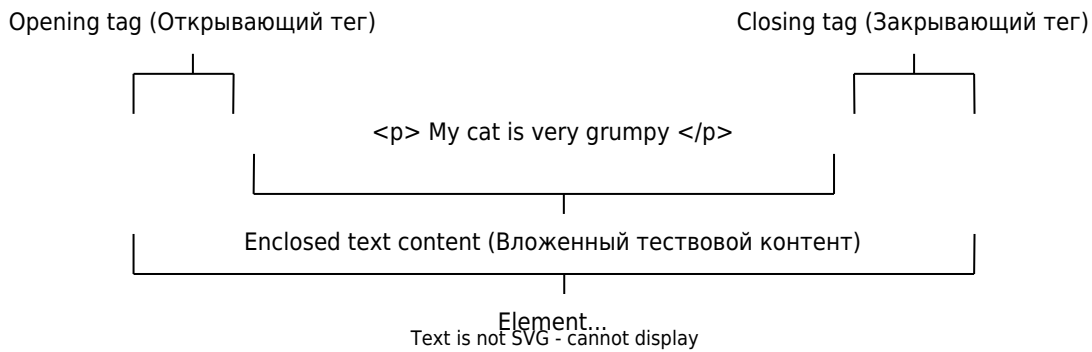 Opening tag (Открывающий тег) Closing tag (Закрывающий тег)
<p> My cat is very grumpy </p>
Enclosed text content (Вложенный тествовой контент)
Element...
Text is not SVG - cannot display